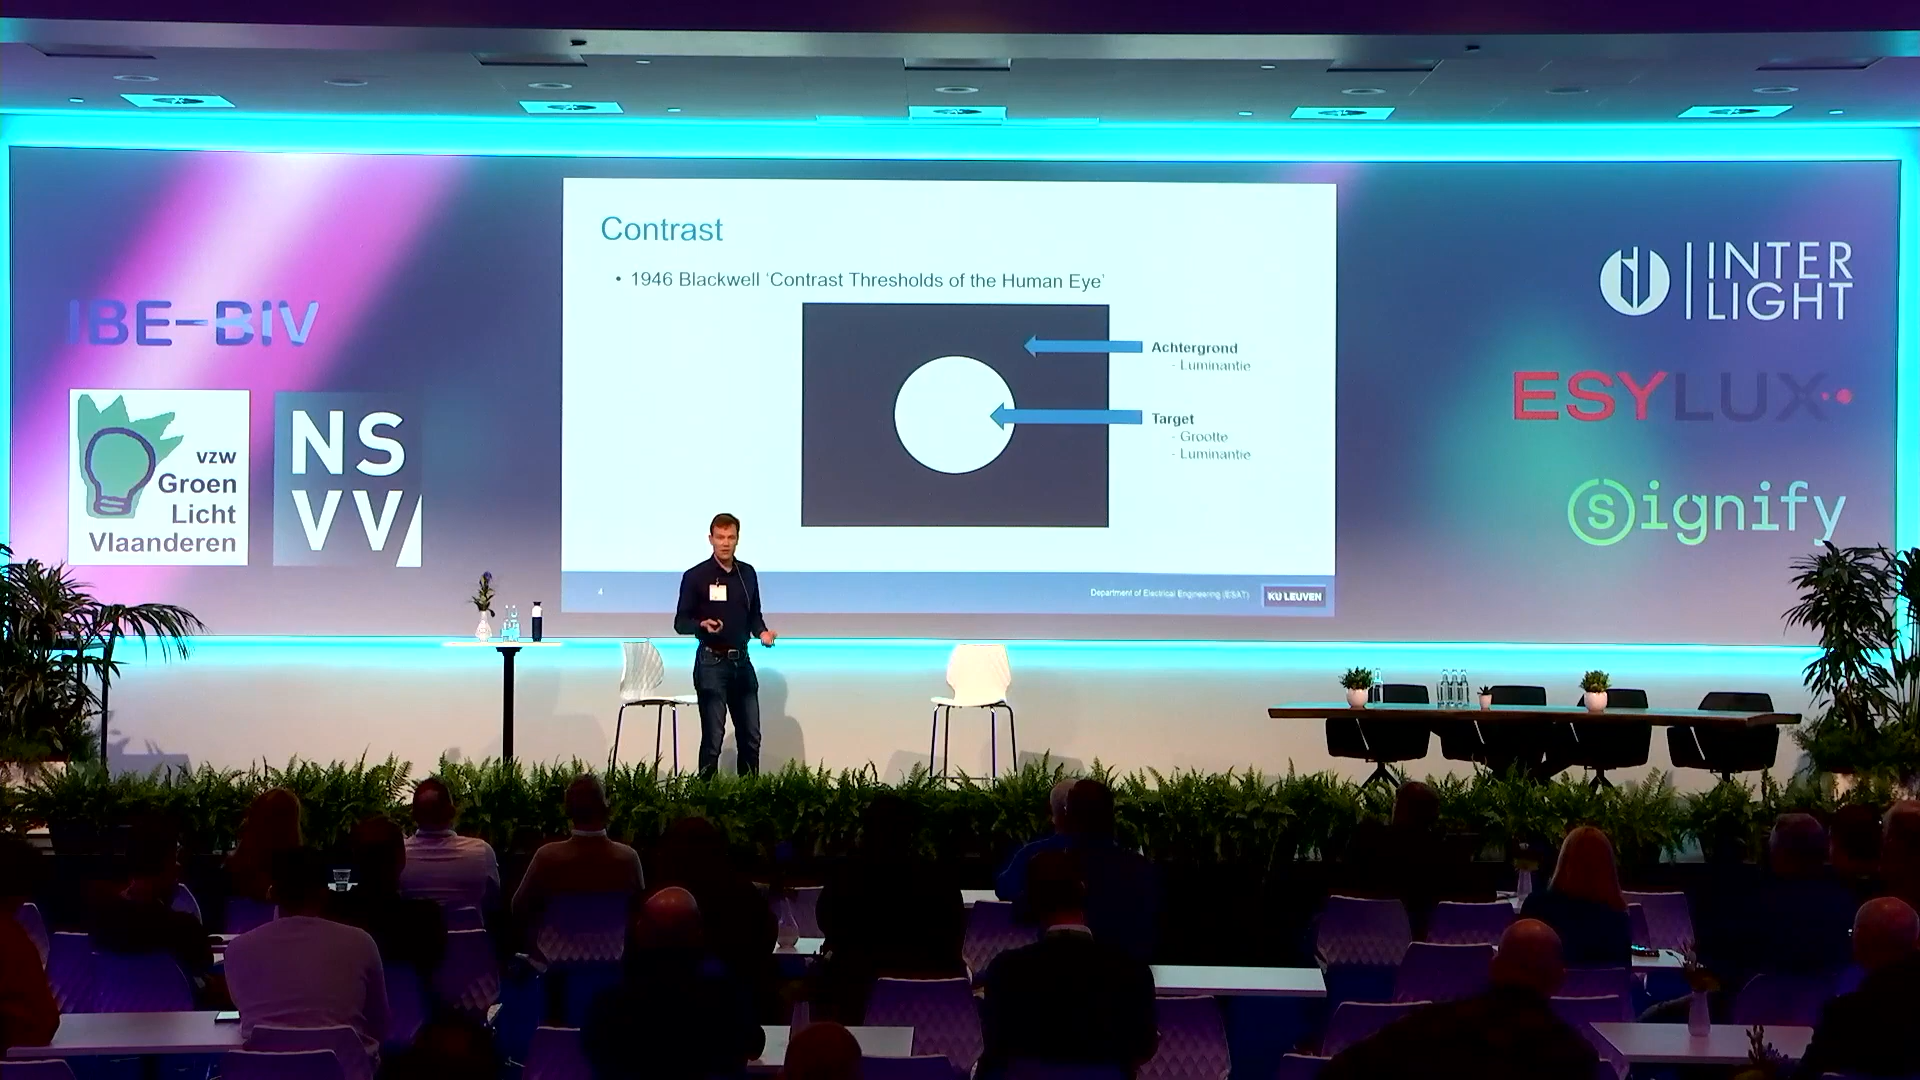 IBE–BIV
vzw
Groen
Licht
Vlaanderen
NS
VV
Contrast
• 1946 Blackwell ‘Contrast Thresholds of the Human Eye’
Achtergrond
- Luminantie
Target
- Grootte
- Luminantie
4
Department of Electrical Engineering (ESAT)
KU LEUVEN
INTER
LIGHT
ESYLUX
Signify